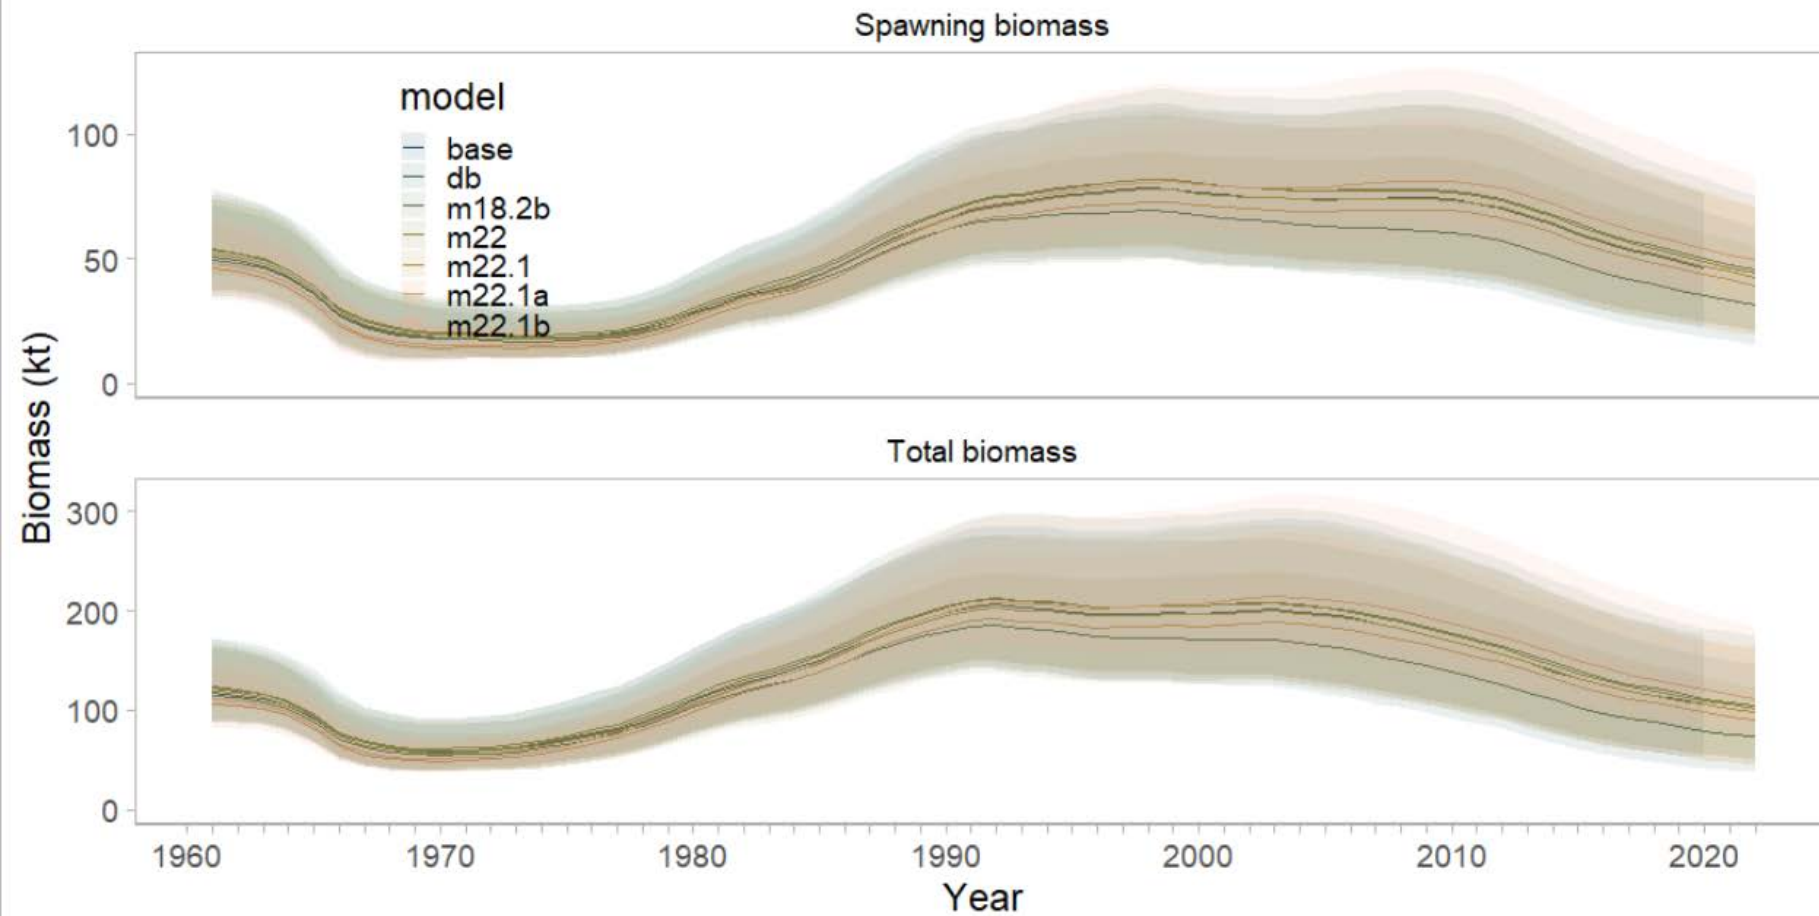 Spawning biomass
model
base
db
m18.2b
m22
m22.1
m22.1a
m22.1b
100
50
0
Biomass (kt)
Total biomass
300
200
100
0
1960 1970 1980 1990 2000 2010 2020
Year